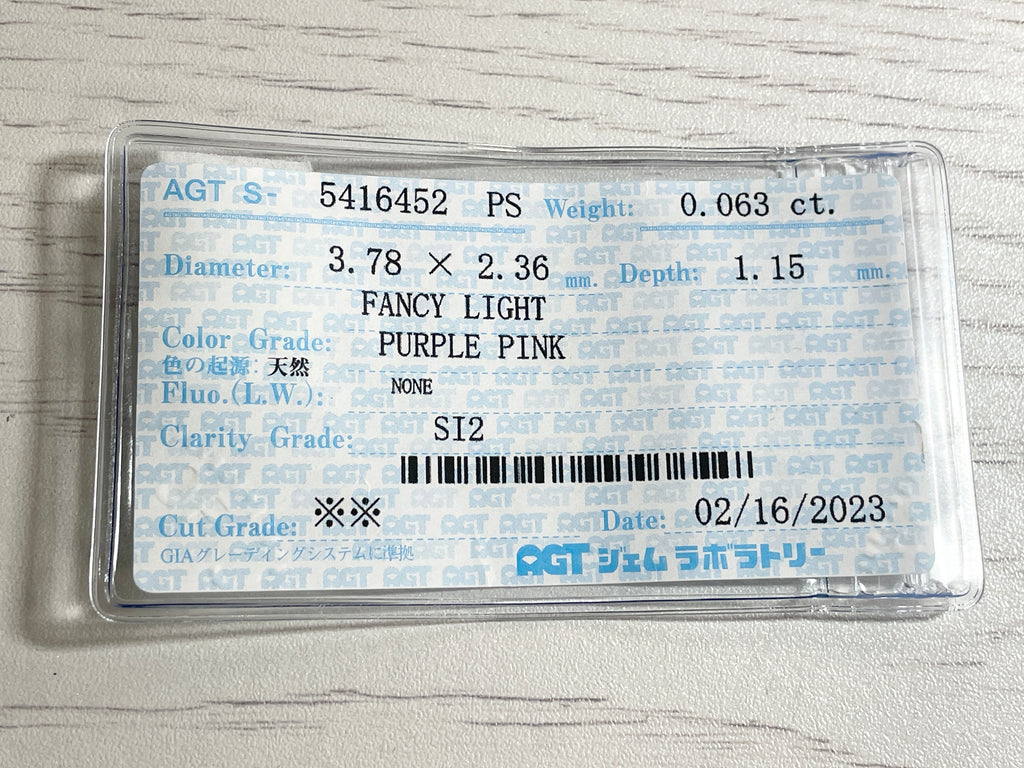 AGT S- 5416452 PS Weight: 0.063 ct.
Diameter: 3.78 × 2.36 mm. Depth: 1.15 mm.
FANCY LIGHT
Color Grade: PURPLE PINK
色の起源: 天然
Fluo.(L.W.): NONE
Clarity Grade: SI2
Cut Grade: ※※ Date: 02/16/2023
GIAグレーディングシステムに準拠 AGT ジェム ラボラトリー